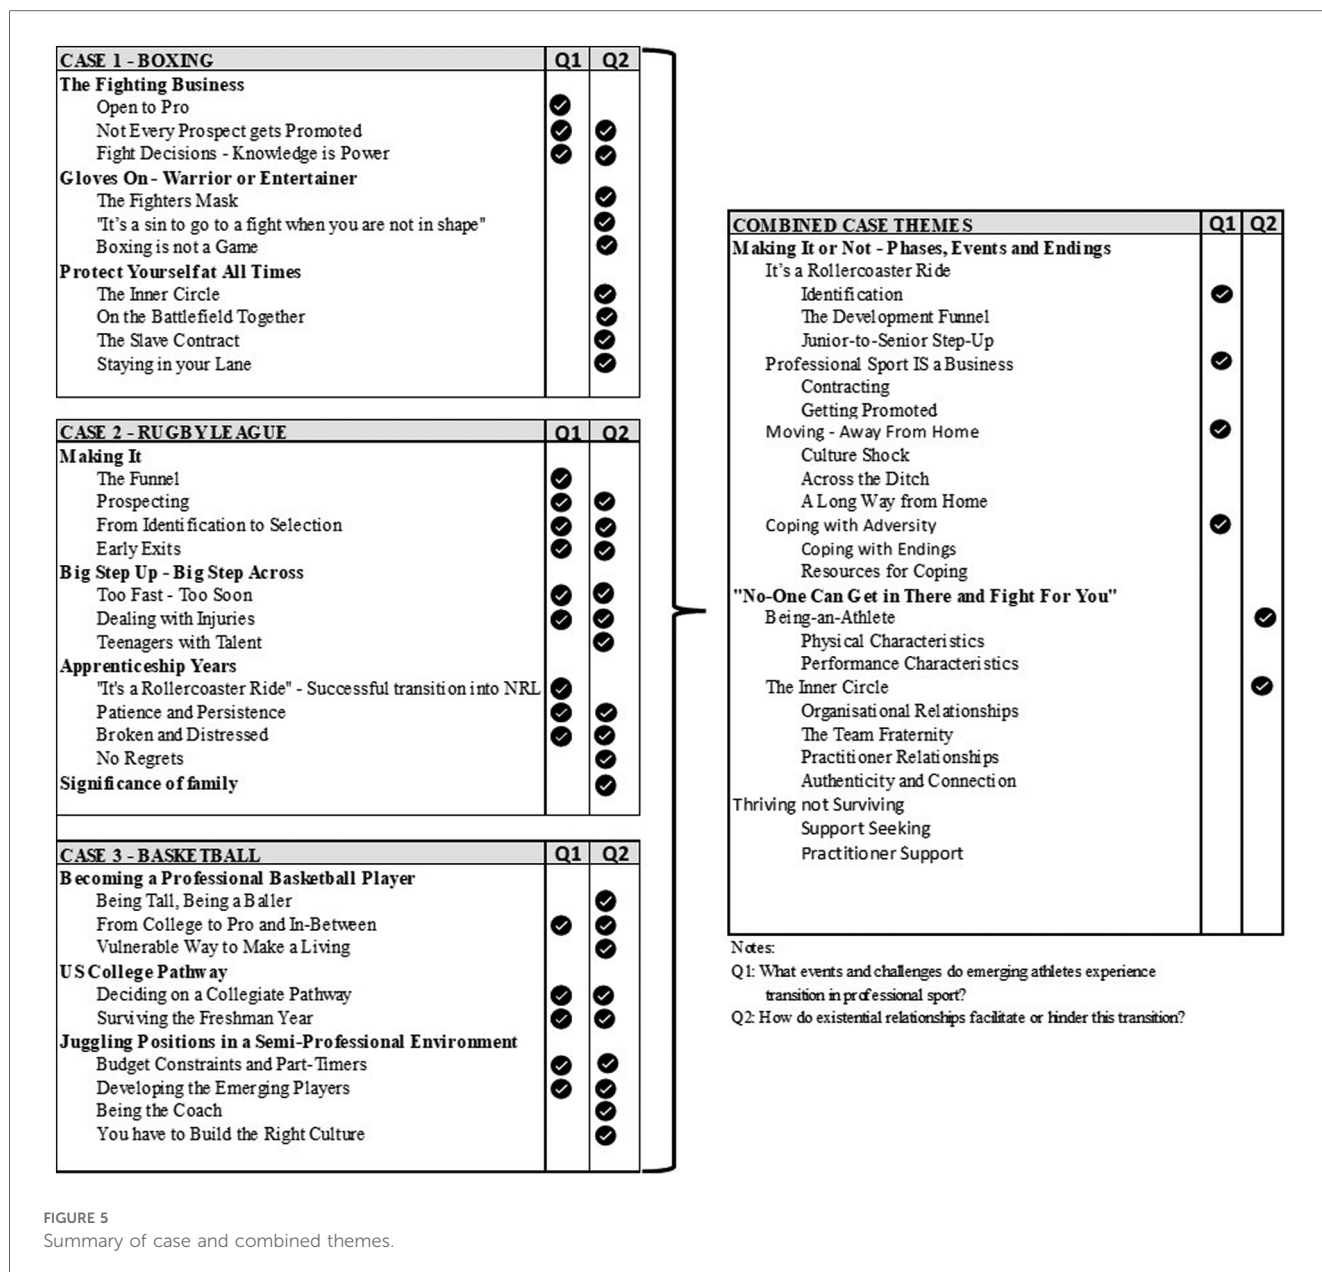 CASE 1 - BOXING Q1 Q2
The Fighting Business
Open to Pro
Not Every Prospect gets Promoted
Fight Decisions - Knowledge is Power
Gloves On - Warrior or Entertainer
The Fighters Mask
"It's a sin to go to a fight when you are not in shape"
Boxing is not a Game
Protect Yourself at All Times
The Inner Circle
On the Battlefield Together
The Slave Contract
Staying in your Lane
CASE 2 - RUGBY LEAGUE Q1 Q2
Making It
The Funnel
Prospecting
From Identification to Selection
Early Exits
Big Step Up - Big Step Across
Too Fast - Too Soon
Dealing with Injuries
Teenagers with Talent
Apprenticeship Years
"It's a Rollercoaster Ride" - Successful transition into NRL
Patience and Persistence
Broken and Distressed
No Regrets
Significance of family
CASE 3 - BASKETBALL Q1 Q2
Becoming a Professional Basketball Player
Being Tall, Being a Baller
From College to Pro and In-Between
Vulnerable Way to Make a Living
US College Pathway
Deciding on a Collegiate Pathway
Surviving the Freshman Year
Juggling Positions in a Semi-Professional Environment
Budget Constraints and Part-Timers
Developing the Emerging Players
Being the Coach
You have to Build the Right Culture
COMBINED CASE THEMES Q1 Q2
Making It or Not - Phases, Events and Endings
It's a Rollercoaster Ride
Identification
The Development Funnel
Junior-to-Senior Step-Up
Professional Sport IS a Business
Contracting
Getting Promoted
Moving - Away From Home
Culture Shock
Across the Ditch
A Long Way from Home
Coping with Adversity
Coping with Endings
Resources for Coping
"No-One Can Get in There and Fight For You"
Being-an-Athlete
Physical Characteristics
Performance Characteristics
The Inner Circle
Organisational Relationships
The Team Fraternity
Practitioner Relationships
Authenticity and Connection
Thriving not Surviving
Support Seeking
Practitioner Support
Notes:
Q1: What events and challenges do emerging athletes experience
transition in professional sport?
Q2: How do existential relationships facilitate or hinder this transition?
FIGURE 5
Summary of case and combined themes.